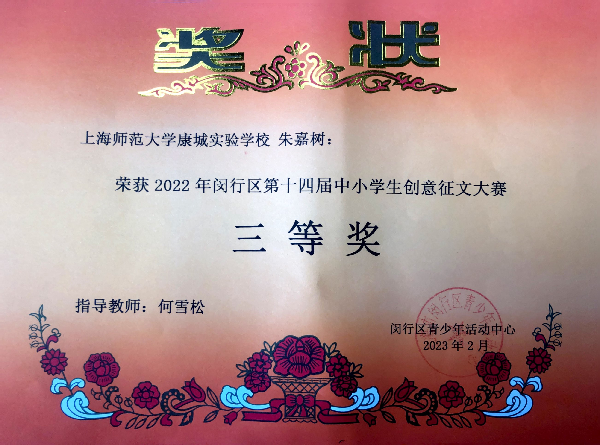 奖状
上海师范大学康城实验学校 朱嘉树：
荣获 2022 年闵行区第十四届中小学生创意征文大赛
三等奖
指导教师：何雪松
闵行区青少年活动中心
2023 年 2 月